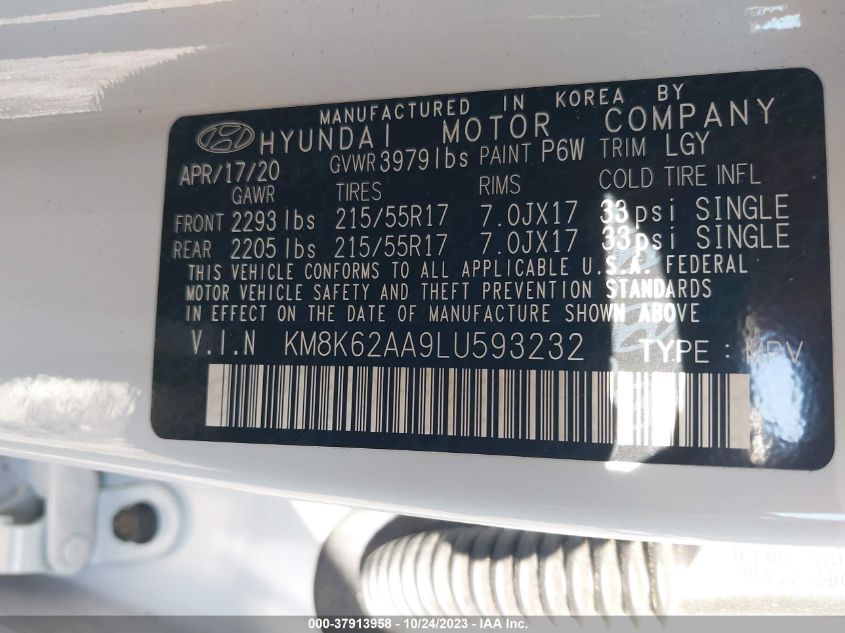 MANUFACTURED IN KOREA BY
HYUNDAI MOTOR COMPANY
APR/17/20 GVWR 3979lbs PAINT P6W TRIM LGY
GAWR TIRES RIMS COLD TIRE INFL
FRONT 2293 lbs 215/55R17 7.0JX17 33psi SINGLE
REAR 2205 lbs 215/55R17 7.0JX17 33psi SINGLE
THIS VEHICLE CONFORMS TO ALL APPLICABLE U.S.A. FEDERAL
MOTOR VEHICLE SAFETY AND THEFT PREVENTION STANDARDS
IN EFFECT ON THE DATE OF MANUFACTURE SHOWN ABOVE
V.I.N KM8K62AA9LU593232 TYPE : MPV
000-37913958 - 10/24/2023 - IAA Inc.